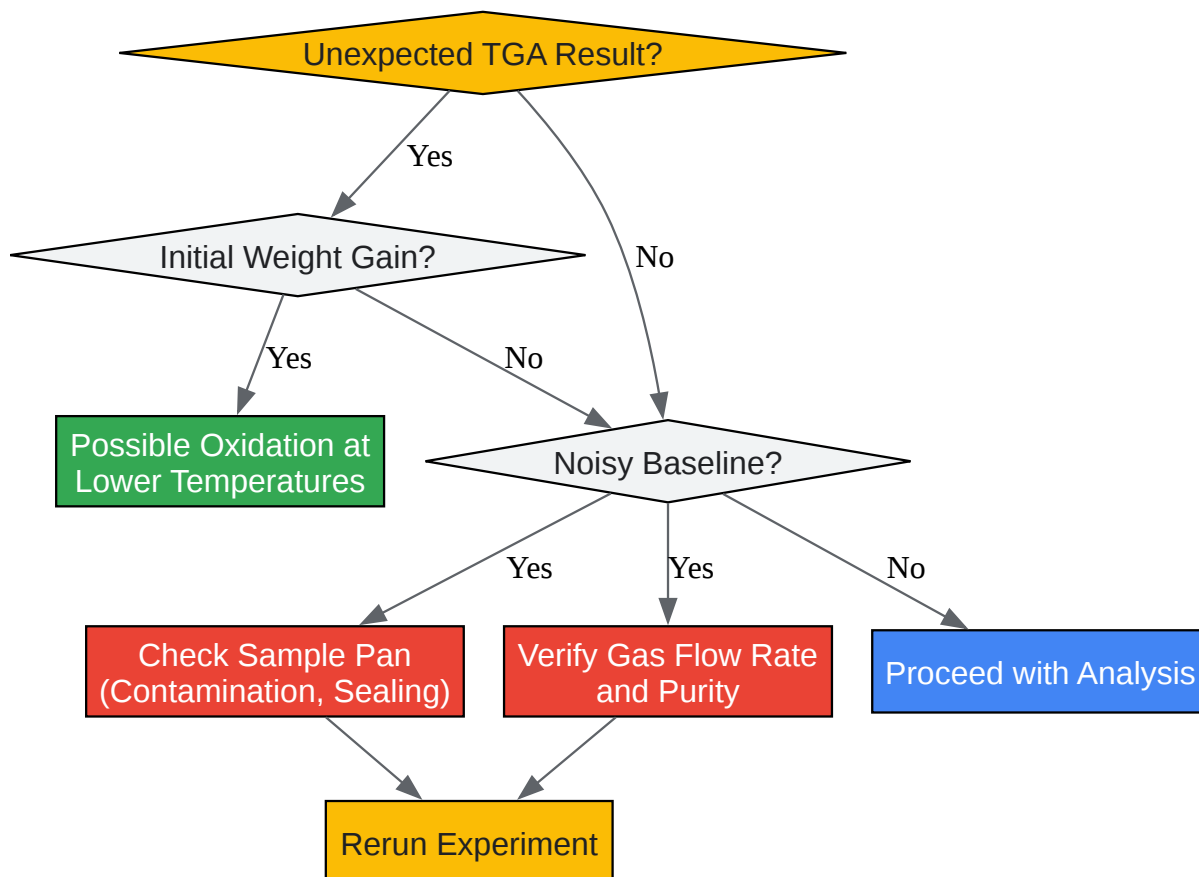 Unexpected TGA Result?
Yes
No
Initial Weight Gain?
Yes
No
Possible Oxidation at
Lower Temperatures
Noisy Baseline?
Yes
Yes
No
Check Sample Pan
(Contamination, Sealing)
Verify Gas Flow Rate
and Purity
Proceed with Analysis
Rerun Experiment